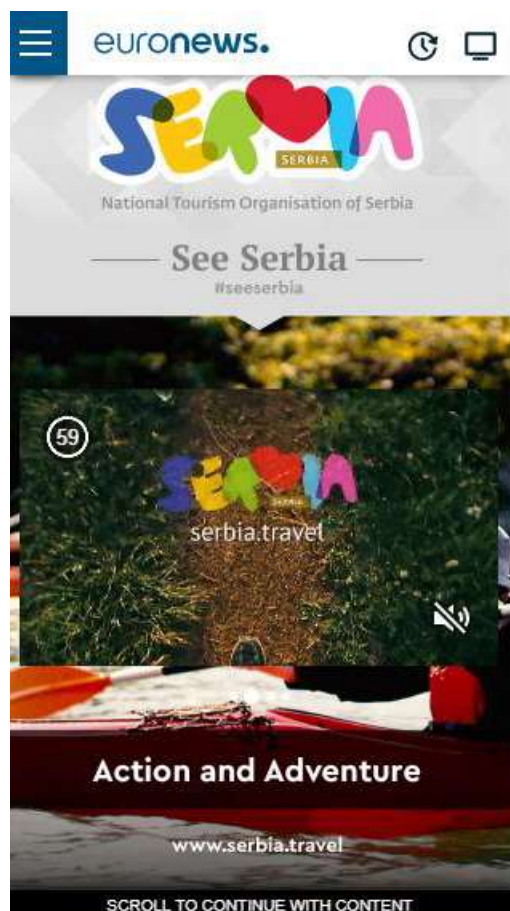 euronews.
SERBIA
SERBIA
National Tourism Organisation of Serbia
See Serbia
#seeserbia
59
SERBIA
SERBIA
serbia.travel
Action and Adventure
www.serbia.travel
SCROLL TO CONTINUE WITH CONTENT